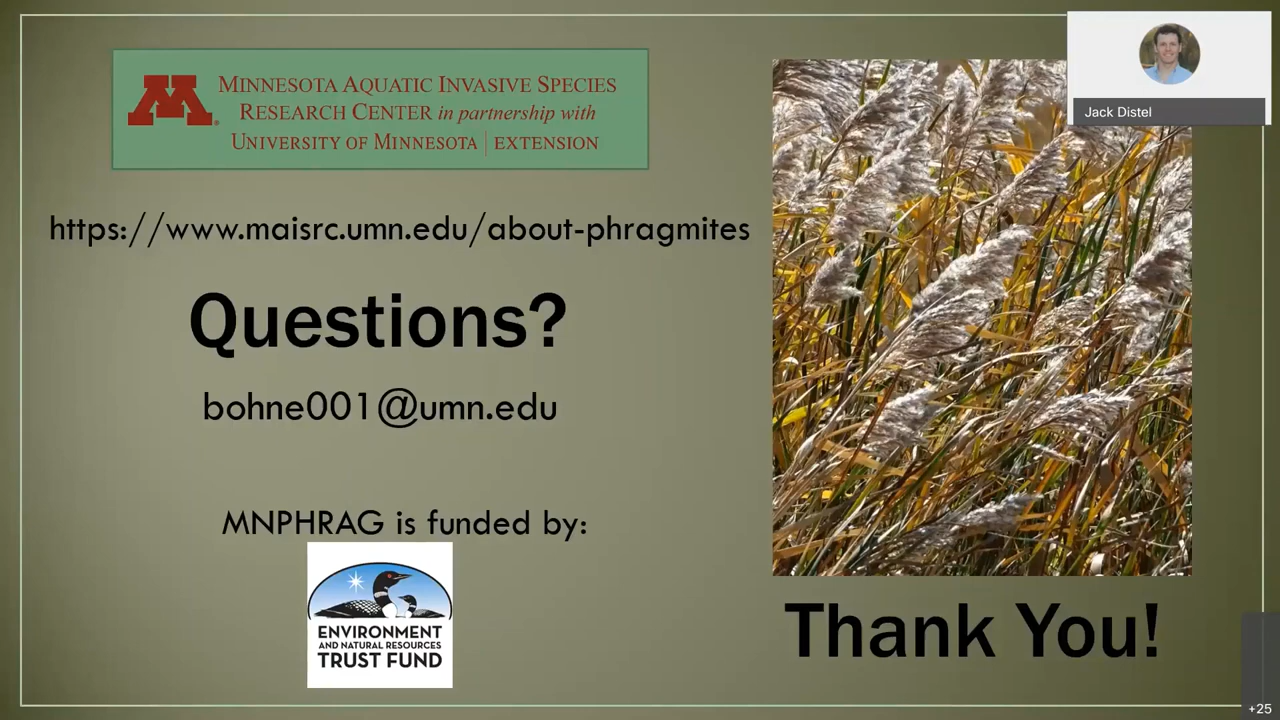 MINNESOTA AQUATIC INVASIVE SPECIES
RESEARCH CENTER in partnership with
UNIVERSITY OF MINNESOTA | EXTENSION
https://www.maisrc.umn.edu/about-phragmites
Questions?
bohne001@umn.edu
MNPHRAG is funded by:
ENVIRONMENT
AND NATURAL RESOURCES
TRUST FUND
Jack Distel
Thank You!
+25